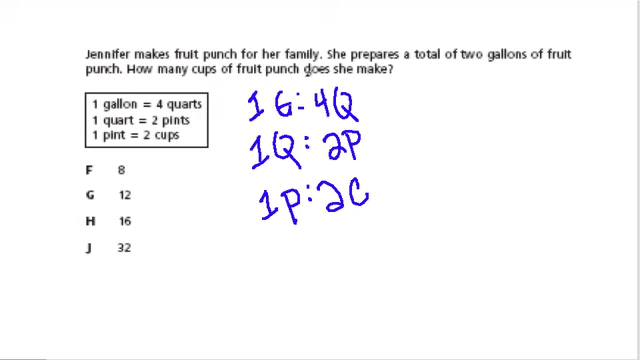 Jennifer makes fruit punch for her family. She prepares a total of two gallons of fruit
punch. How many cups of fruit punch does she make?
1 gallon = 4 quarts
1 quart = 2 pints
1 pint = 2 cups
1G:4Q
1Q:2P
1P:2C
F 8
G 12
H 16
J 32